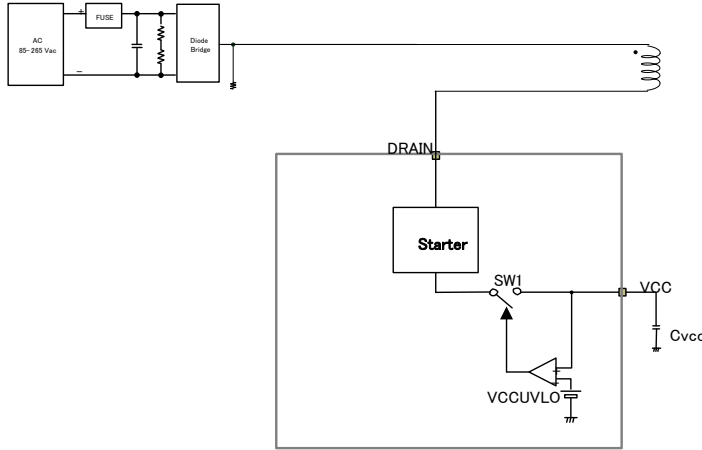 +
FUSE
AC
85-265 Vac
Diode
Bridge
-
DRAIN
Starter
SW1
VCC
Cvcc
+
-
VCCUVLO